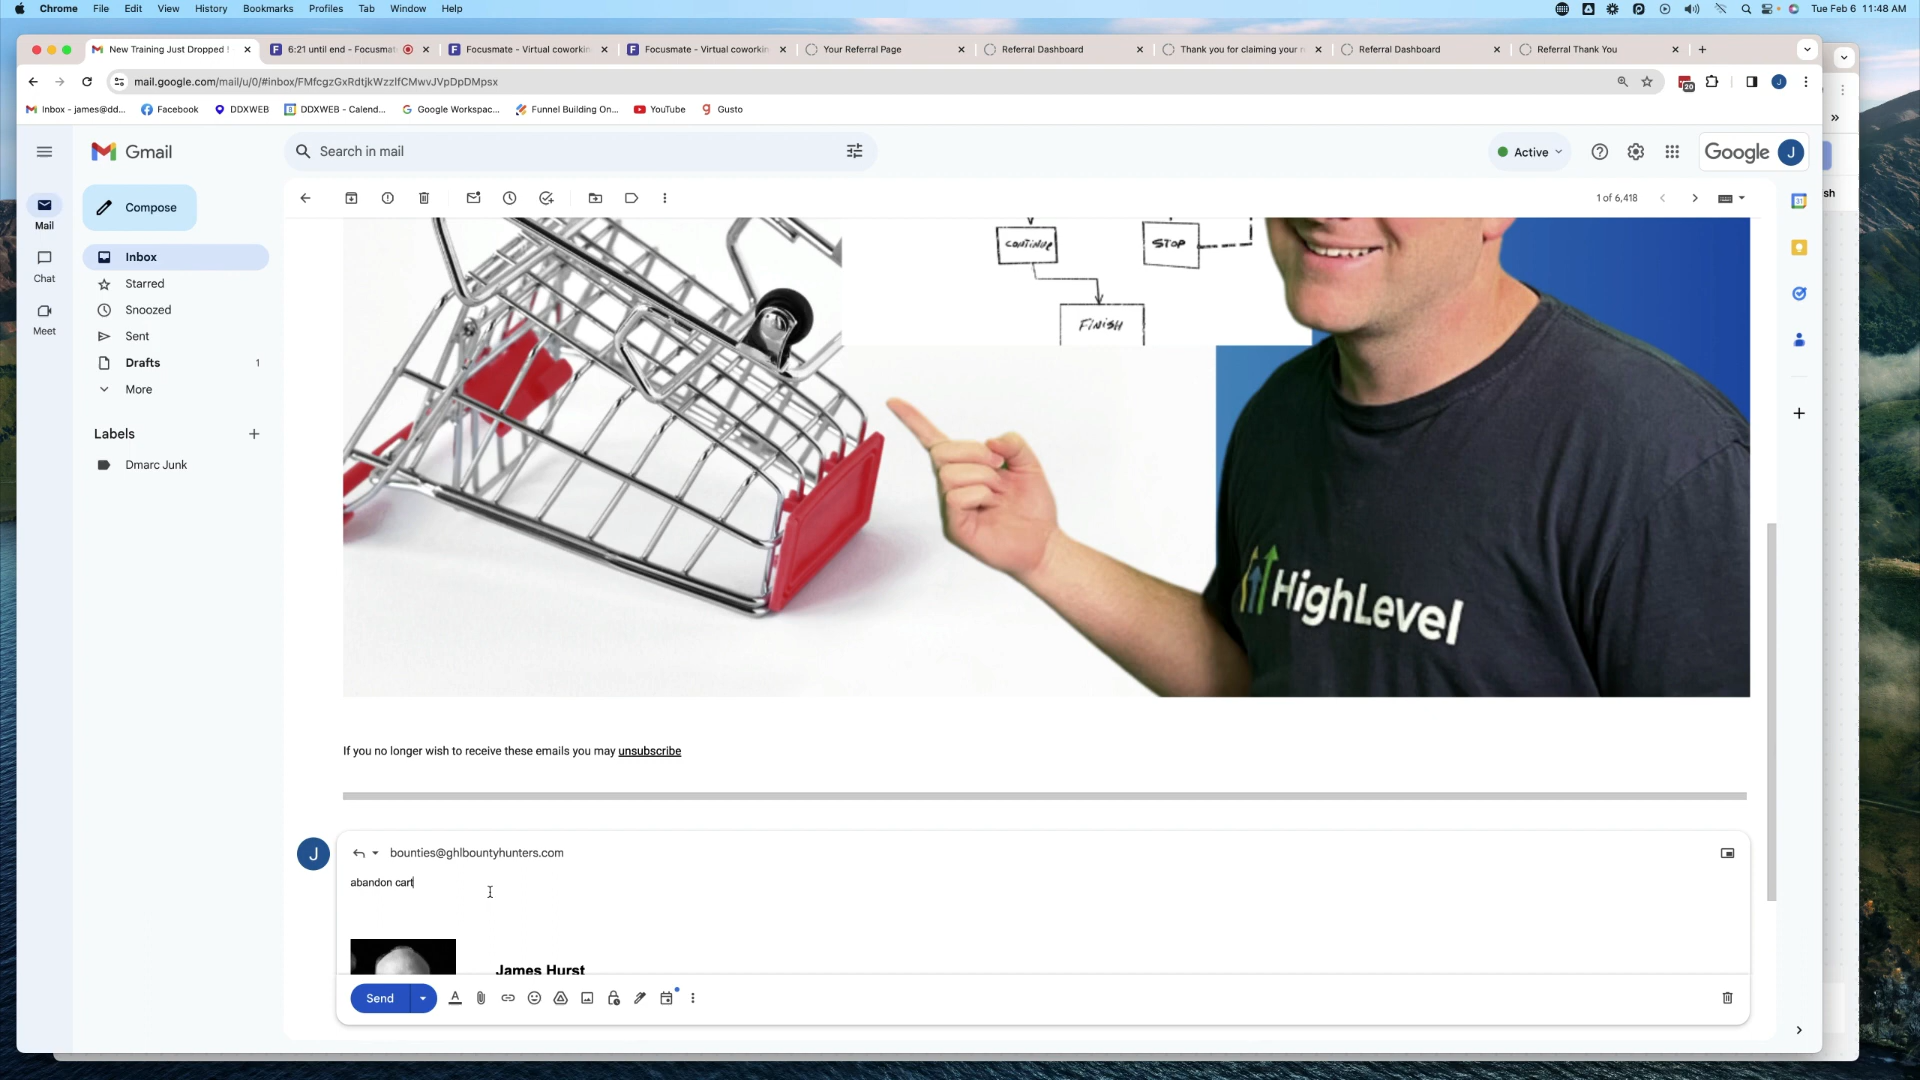 Chrome File Edit View History Bookmarks Profiles Tab Window Help
Tue Feb 6 11:48 AM
New Training Just Dropped !
6:21 until end - Focusmat
Focusmate - Virtual coworkin
Focusmate - Virtual coworkin
Your Referral Page
Referral Dashboard
Thank you for claiming your
Referral Dashboard
Referral Thank You
mail.google.com/mail/u/0/#inbox/FMfcgzGxRdtjkWzzlfCMwvJVpDpDMpsx
20
J
Inbox - james@dd...
Facebook
DDXWEB
DDXWEB - Calend...
Google Workspac...
Funnel Building On...
YouTube
Gusto
Gmail
Search in mail
Active
Google
J
sh
Compose
1 of 6,418
Mail
Inbox
Chat
Starred
Snoozed
Meet
Sent
Drafts 1
More
Labels
Dmarc Junk
CONTINUE
STOP
FINISH
HighLevel
If you no longer wish to receive these emails you may unsubscribe
J
bounties@ghlbountyhunters.com
abandon cart
James Hurst
Send